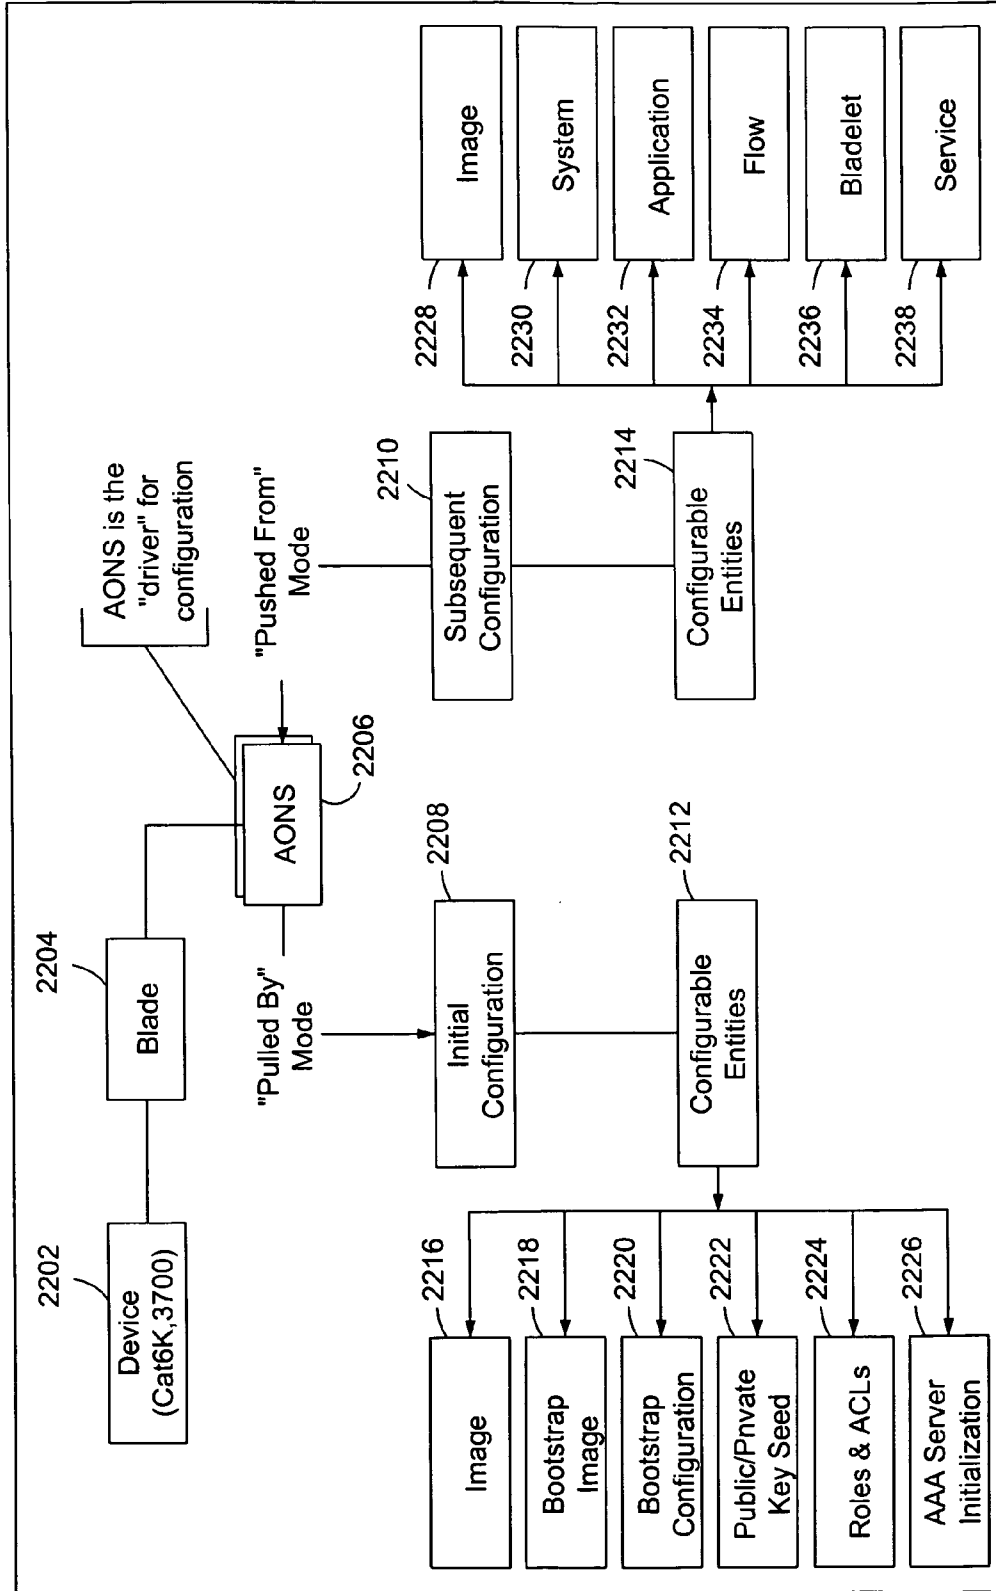 2202
Device
(Cat6K,3700)
2204
Blade
AONS is the
"driver" for
configuration
AONS
2206
"Pulled By"
Mode
"Pushed From"
Mode
2208
Initial
Configuration
2210
Subsequent
Configuration
2212
Configurable
Entities
2214
Configurable
Entities
2216
Image
2218
Bootstrap
Image
2220
Bootstrap
Configuration
2222
Public/Pnvate
Key Seed
2224
Roles & ACLs
2226
AAA Server
Initialization
2228
Image
2230
System
2232
Application
2234
Flow
2236
Bladelet
2238
Service